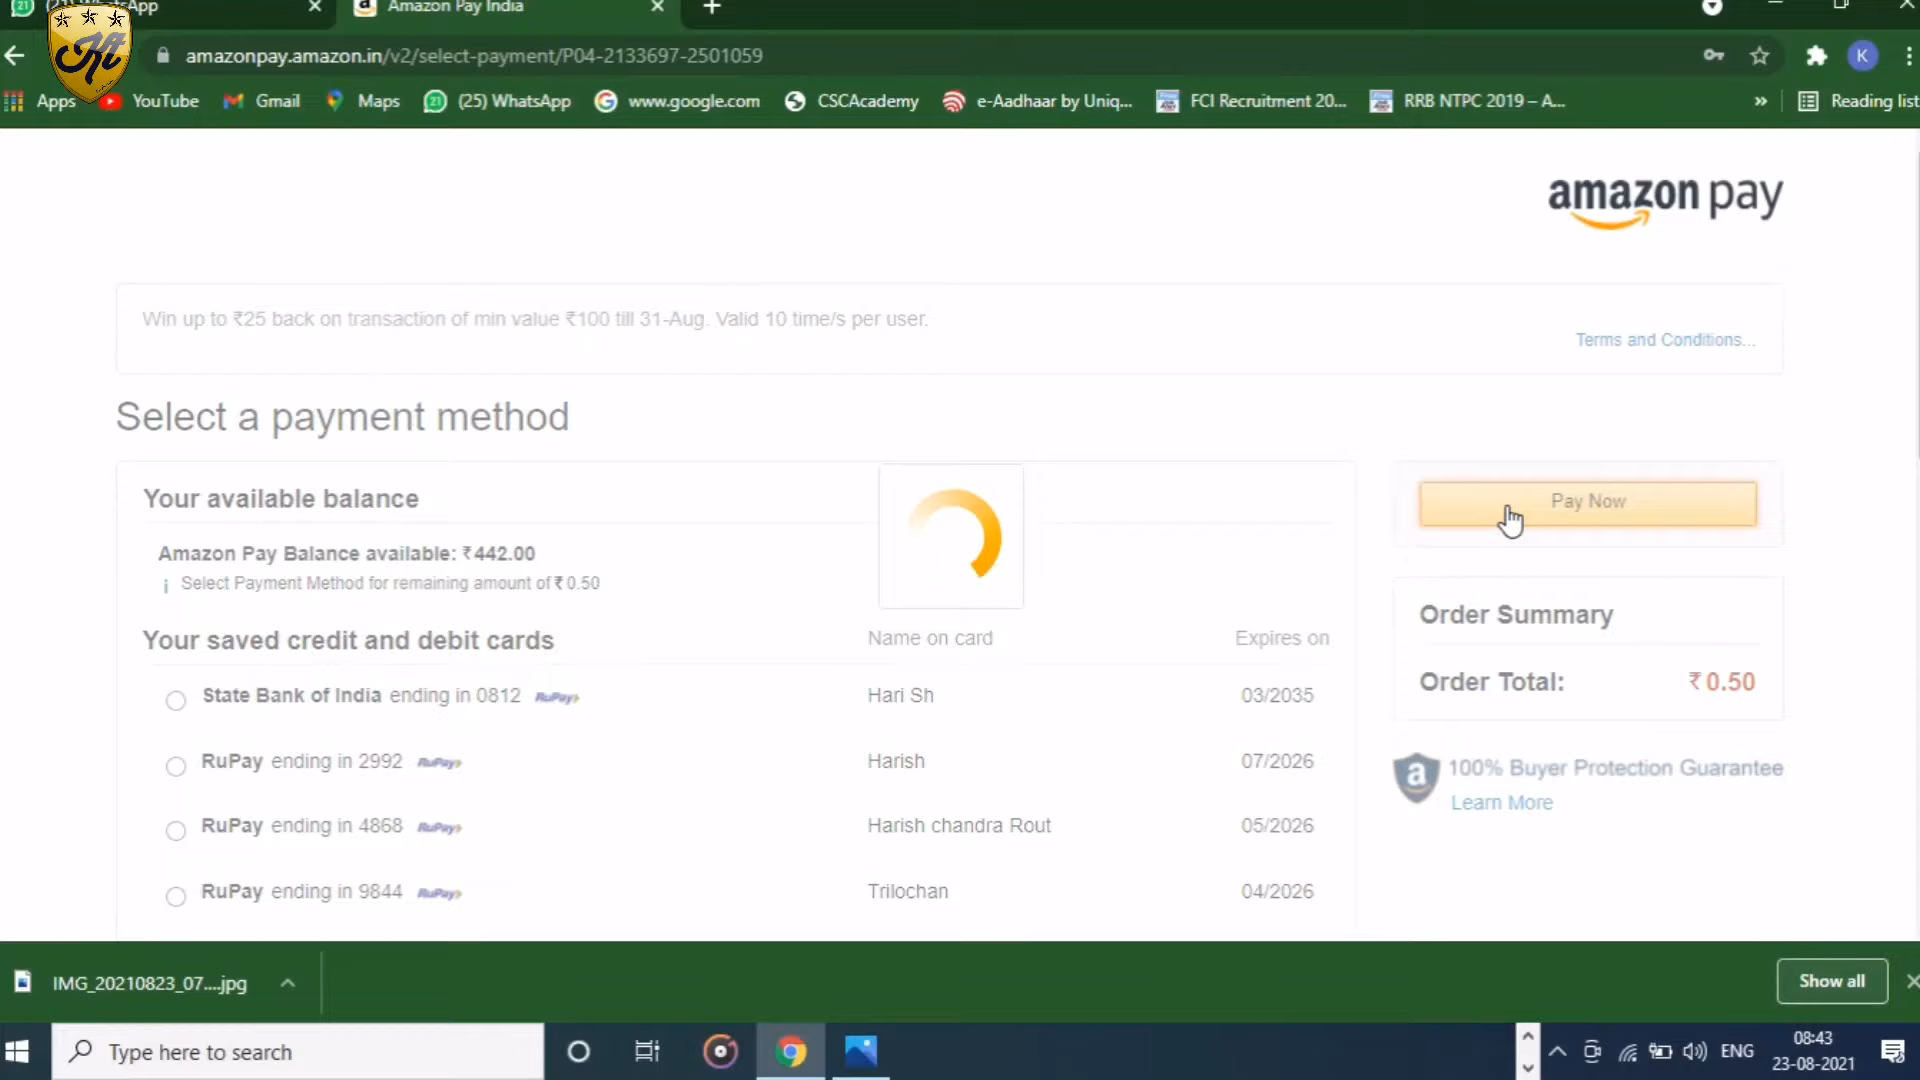 Amazon Pay India
amazonpay.amazon.in/v2/select-payment/P04-2133697-2501059
K
Apps YouTube Gmail Maps (25) WhatsApp www.google.com CSCAcademy e-Aadhaar by Uniq... FCI Recruitment 20... RRB NTPC 2019 – A... » Reading list
amazon pay
Win up to ₹25 back on transaction of min value ₹100 till 31-Aug. Valid 10 time/s per user.
Terms and Conditions...
Select a payment method
Your available balance
Pay Now
Amazon Pay Balance available: ₹442.00
i Select Payment Method for remaining amount of ₹0.50
Order Summary
Your saved credit and debit cards Name on card Expires on
Order Total: ₹0.50
State Bank of India ending in 0812 RuPay Hari Sh 03/2035
RuPay ending in 2992 RuPay Harish 07/2026
100% Buyer Protection Guarantee
Learn More
RuPay ending in 4868 RuPay Harish chandra Rout 05/2026
RuPay ending in 9844 RuPay Trilochan 04/2026
IMG_20210823_07....jpg
Show all
Type here to search
ENG
08:43
23-08-2021